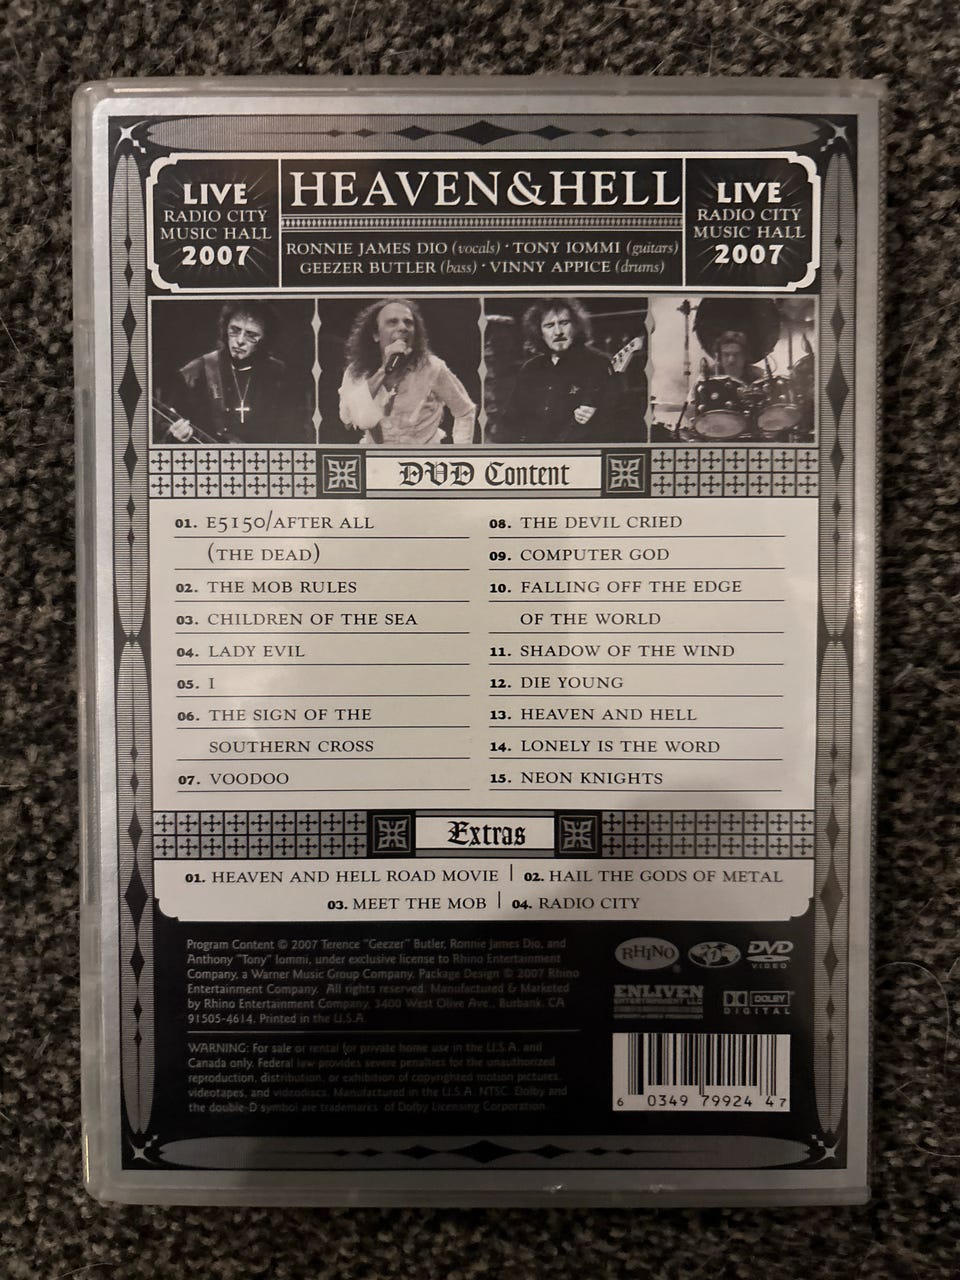 LIVE
RADIO CITY
MUSIC HALL
2007
HEAVEN&HELL
RONNIE JAMES DIO (vocals) · TONY IOMMI (guitars)
GEEZER BUTLER (bass) · VINNY APPICE (drums)
LIVE
RADIO CITY
MUSIC HALL
2007
DVD Content
01. E5150/AFTER ALL
(THE DEAD)
02. THE MOB RULES
03. CHILDREN OF THE SEA
04. LADY EVIL
05. I
06. THE SIGN OF THE
SOUTHERN CROSS
07. VOODOO
08. THE DEVIL CRIED
09. COMPUTER GOD
10. FALLING OFF THE EDGE
OF THE WORLD
11. SHADOW OF THE WIND
12. DIE YOUNG
13. HEAVEN AND HELL
14. LONELY IS THE WORD
15. NEON KNIGHTS
Extras
01. HEAVEN AND HELL ROAD MOVIE | 02. HAIL THE GODS OF METAL
03. MEET THE MOB | 04. RADIO CITY
Program Content © 2007 Terence "Geezer" Butler, Ronnie James Dio, and
Anthony "Tony" Iommi, under exclusive license to Rhino Entertainment
Company, a Warner Music Group Company. Package Design © 2007 Rhino
Entertainment Company. All rights reserved. Manufactured & Marketed
by Rhino Entertainment Company, 3400 West Olive Ave., Burbank, CA
91505-4614. Printed in the U.S.A.
WARNING: For sale or rental for private home use in the U.S.A. and
Canada only. Federal law provides severe penalties for the unauthorized
reproduction, distribution, or exhibition of copyrighted motion pictures,
videotapes, and videodiscs. Manufactured in the U.S.A. NTSC. Dolby and
the double-D symbol are trademarks of Dolby Licensing Corporation.
RHINO
1
DVD
VIDEO
ENLIVEN
ENTERTAINMENT LLC
DOLBY
DIGITAL
6 0349 79924 4 7